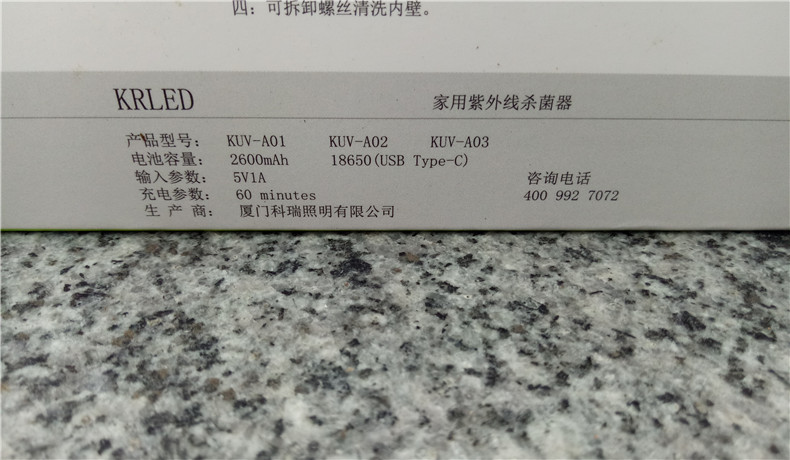 四：可拆卸螺丝清洗内壁。
KRLED 家用紫外线杀菌器
产品型号： KUV-A01 KUV-A02 KUV-A03
电池容量： 2600mAh 18650(USB Type-C)
输入参数： 5V1A 咨询电话
充电参数： 60 minutes 400 992 7072
生 产 商： 厦门科瑞照明有限公司